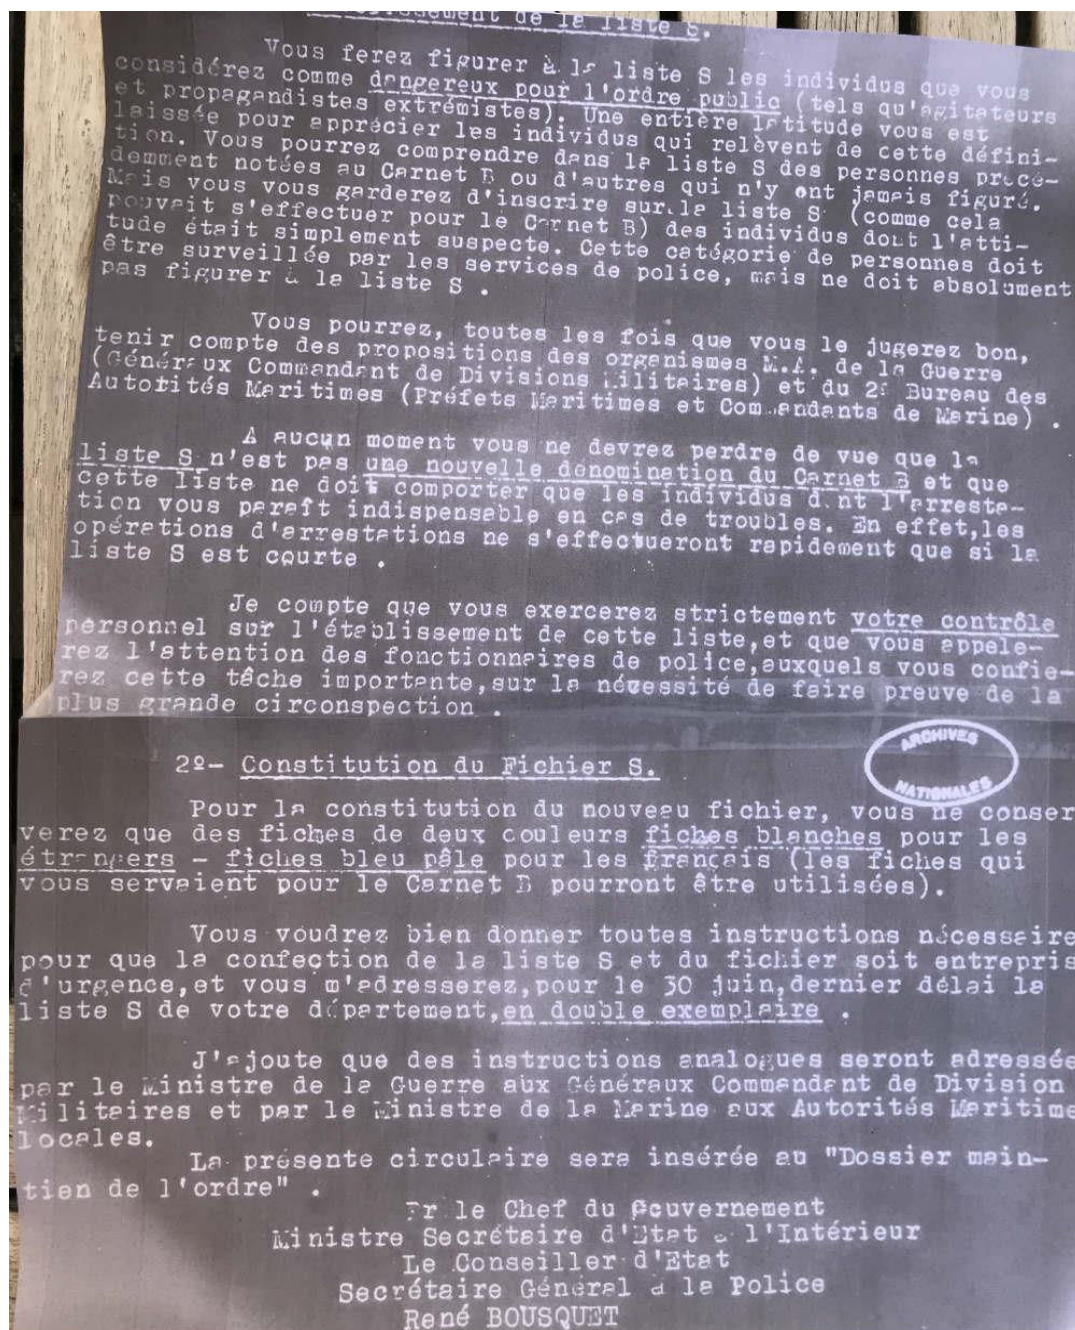 issement de la liste S.
Vous ferez figurer à la liste S les individus que vous
considérez comme dangereux pour l'ordre public (tels qu'agitateurs
et propagandistes extrémistes). Une entière latitude vous est
laissée pour apprécier les individus qui relèvent de cette défini-
tion. Vous pourrez comprendre dans la liste S des personnes précé-
demment notées au Carnet B ou d'autres qui n'y ont jamais figuré.
Mais vous vous garderez d'inscrire sur la liste S (comme cela
pouvait s'effectuer pour le Carnet B) des individus dont l'atti-
tude était simplement suspecte. Cette catégorie de personnes doit
être surveillée par les services de police, mais ne doit absolument
pas figurer à la liste S .
Vous pourrez, toutes les fois que vous le jugerez bon,
tenir compte des propositions des organismes M.A. de la Guerre
(Généraux Commandant de Divisions Militaires) et du 2° Bureau des
Autorités Maritimes (Préfets Maritimes et Commandants de Marine) .
A aucun moment vous ne devrez perdre de vue que la
liste S n'est pas une nouvelle dénomination du Carnet B et que
cette liste ne doit comporter que les individus dont l'arresta-
tion vous paraît indispensable en cas de troubles. En effet,les
opérations d'arrestations ne s'effectueront rapidement que si la
liste S est courte .
Je compte que vous exercerez strictement votre contrôle
personnel sur l'établissement de cette liste,et que vous appele-
rez l'attention des fonctionnaires de police,auxquels vous confie-
rez cette tâche importante,sur la nécessité de faire preuve de la
plus grande circonspection .
ARCHIVES
NATIONALES
2º- Constitution du Fichier S.
Pour la constitution du nouveau fichier, vous ne conser
verez que des fiches de deux couleurs fiches blanches pour les
étrangers - fiches bleu pâle pour les français (les fiches qui
vous servaient pour le Carnet B pourront être utilisées).
Vous voudrez bien donner toutes instructions nécessaire
pour que la confection de la liste S et du fichier soit entrepris
d'urgence,et vous m'adresserez,pour le 30 juin,dernier délai la
liste S de votre département,en double exemplaire .
J'ajoute que des instructions analogues seront adressée
par le Ministre de la Guerre aux Généraux Commandant de Division
Militaires et par le Ministre de la Marine aux Autorités Maritime
locales.
La présente circulaire sera insérée au "Dossier main-
tien de l'ordre" .
Pr le Chef du Gouvernement
Ministre Secrétaire d'Etat à l'Intérieur
Le Conseiller d'Etat
Secrétaire Général à la Police
René BOUSQUET